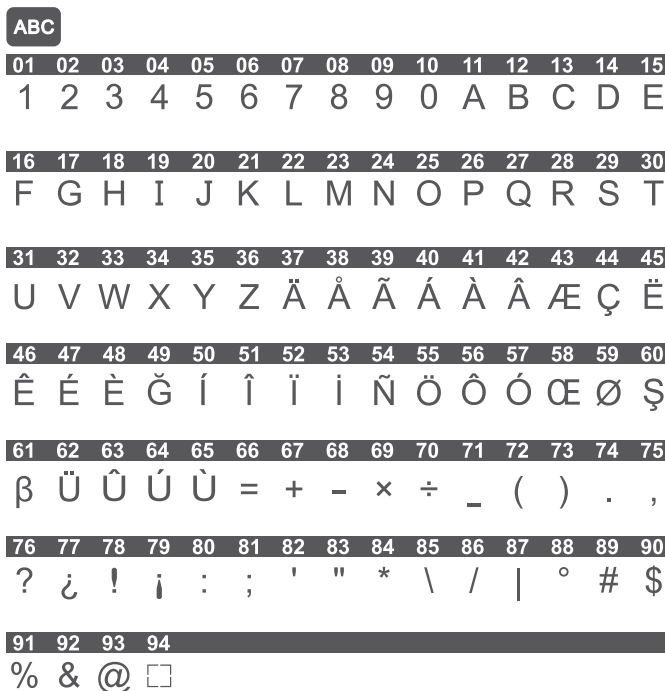 ABC
01 02 03 04 05 06 07 08 09 10 11 12 13 14 15
1 2 3 4 5 6 7 8 9 0 A B C D E
16 17 18 19 20 21 22 23 24 25 26 27 28 29 30
F G H I J K L M N O P Q R S T
31 32 33 34 35 36 37 38 39 40 41 42 43 44 45
U V W X Y Z Ä Å Ã Á À Â Æ Ç Ë
46 47 48 49 50 51 52 53 54 55 56 57 58 59 60
Ê É È Ğ Í Î Ï İ Ñ Ö Ô Ó Œ Ø Ş
61 62 63 64 65 66 67 68 69 70 71 72 73 74 75
β Ü Û Ú Ù = + − × ÷ _ ( ) . ,
76 77 78 79 80 81 82 83 84 85 86 87 88 89 90
? ¿ ! ¡ : ; ' " * \ / | ° # $
91 92 93 94
% & @ ⬚